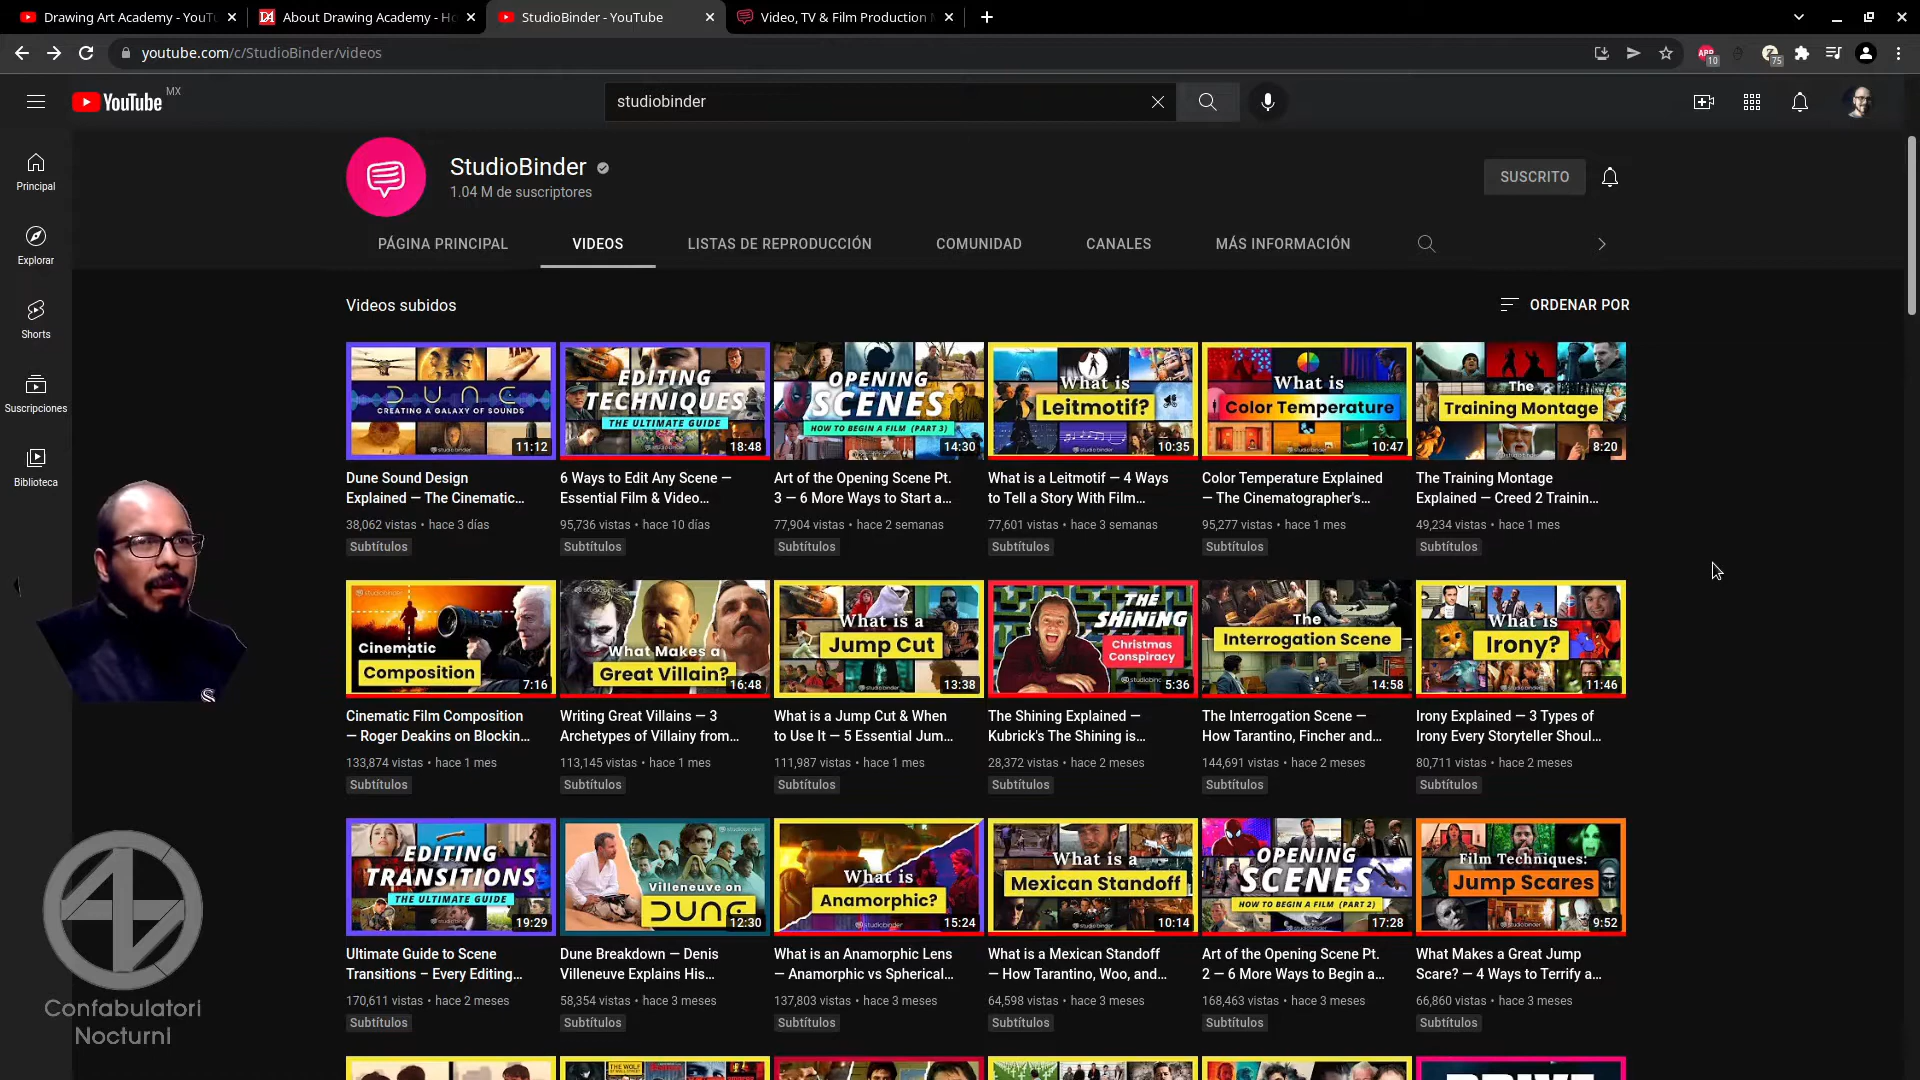 Drawing Art Academy - YouTu
About Drawing Academy - Ho
StudioBinder - YouTube
Video, TV & Film Production M
youtube.com/c/StudioBinder/videos
10
75
YouTube MX
studiobinder
Principal
Explorar
Shorts
Suscripciones
Biblioteca
StudioBinder
1.04 M de suscriptores
SUSCRITO
PÁGINA PRINCIPAL
VIDEOS
LISTAS DE REPRODUCCIÓN
COMUNIDAD
CANALES
MÁS INFORMACIÓN
Videos subidos
ORDENAR POR
DUNE
CREATING A GALAXY OF SOUNDS
11:12
EDITING
TECHNIQUES
THE ULTIMATE GUIDE
18:48
OPENING
SCENES
HOW TO BEGIN A FILM (PART 3)
14:30
What is
Leitmotif?
10:35
What is
Color Temperature
10:47
The
Training Montage
8:20
Dune Sound Design
Explained — The Cinematic...
38,062 vistas • hace 3 días
Subtítulos
6 Ways to Edit Any Scene —
Essential Film & Video...
95,736 vistas • hace 10 días
Subtítulos
Art of the Opening Scene Pt.
3 — 6 More Ways to Start a...
77,904 vistas • hace 2 semanas
Subtítulos
What is a Leitmotif — 4 Ways
to Tell a Story With Film...
77,601 vistas • hace 3 semanas
Subtítulos
Color Temperature Explained
— The Cinematographer's...
95,277 vistas • hace 1 mes
Subtítulos
The Training Montage
Explained — Creed 2 Trainin...
49,234 vistas • hace 1 mes
Subtítulos
Cinematic
Composition
7:16
What Makes a
Great Villain?
16:48
What is a
Jump Cut
13:38
THE
SHINING
Christmas
Conspiracy
5:36
The
Interrogation Scene
14:58
What is
Irony?
11:46
Cinematic Film Composition
— Roger Deakins on Blockin...
133,874 vistas • hace 1 mes
Subtítulos
Writing Great Villains — 3
Archetypes of Villainy from...
113,145 vistas • hace 1 mes
Subtítulos
What is a Jump Cut & When
to Use It — 5 Essential Jum...
111,987 vistas • hace 1 mes
Subtítulos
The Shining Explained —
Kubrick's The Shining is...
28,372 vistas • hace 2 meses
Subtítulos
The Interrogation Scene —
How Tarantino, Fincher and...
144,691 vistas • hace 2 meses
Subtítulos
Irony Explained — 3 Types of
Irony Every Storyteller Shoul...
80,711 vistas • hace 2 meses
Subtítulos
EDITING
TRANSITIONS
THE ULTIMATE GUIDE
19:29
Villeneuve on
DUNE
12:30
What is
Anamorphic?
15:24
What is a
Mexican Standoff
10:14
OPENING
SCENES
HOW TO BEGIN A FILM (PART 2)
17:28
Film Techniques:
Jump Scares
9:52
Ultimate Guide to Scene
Transitions – Every Editing...
170,611 vistas • hace 2 meses
Subtítulos
Dune Breakdown — Denis
Villeneuve Explains His...
58,354 vistas • hace 3 meses
Subtítulos
What is an Anamorphic Lens
— Anamorphic vs Spherical...
137,803 vistas • hace 3 meses
Subtítulos
What is a Mexican Standoff
— How Tarantino, Woo, and...
64,598 vistas • hace 3 meses
Subtítulos
Art of the Opening Scene Pt.
2 — 6 More Ways to Begin a...
168,463 vistas • hace 3 meses
Subtítulos
What Makes a Great Jump
Scare? — 4 Ways to Terrify a...
66,860 vistas • hace 3 meses
Subtítulos
Confabulatori
Nocturni